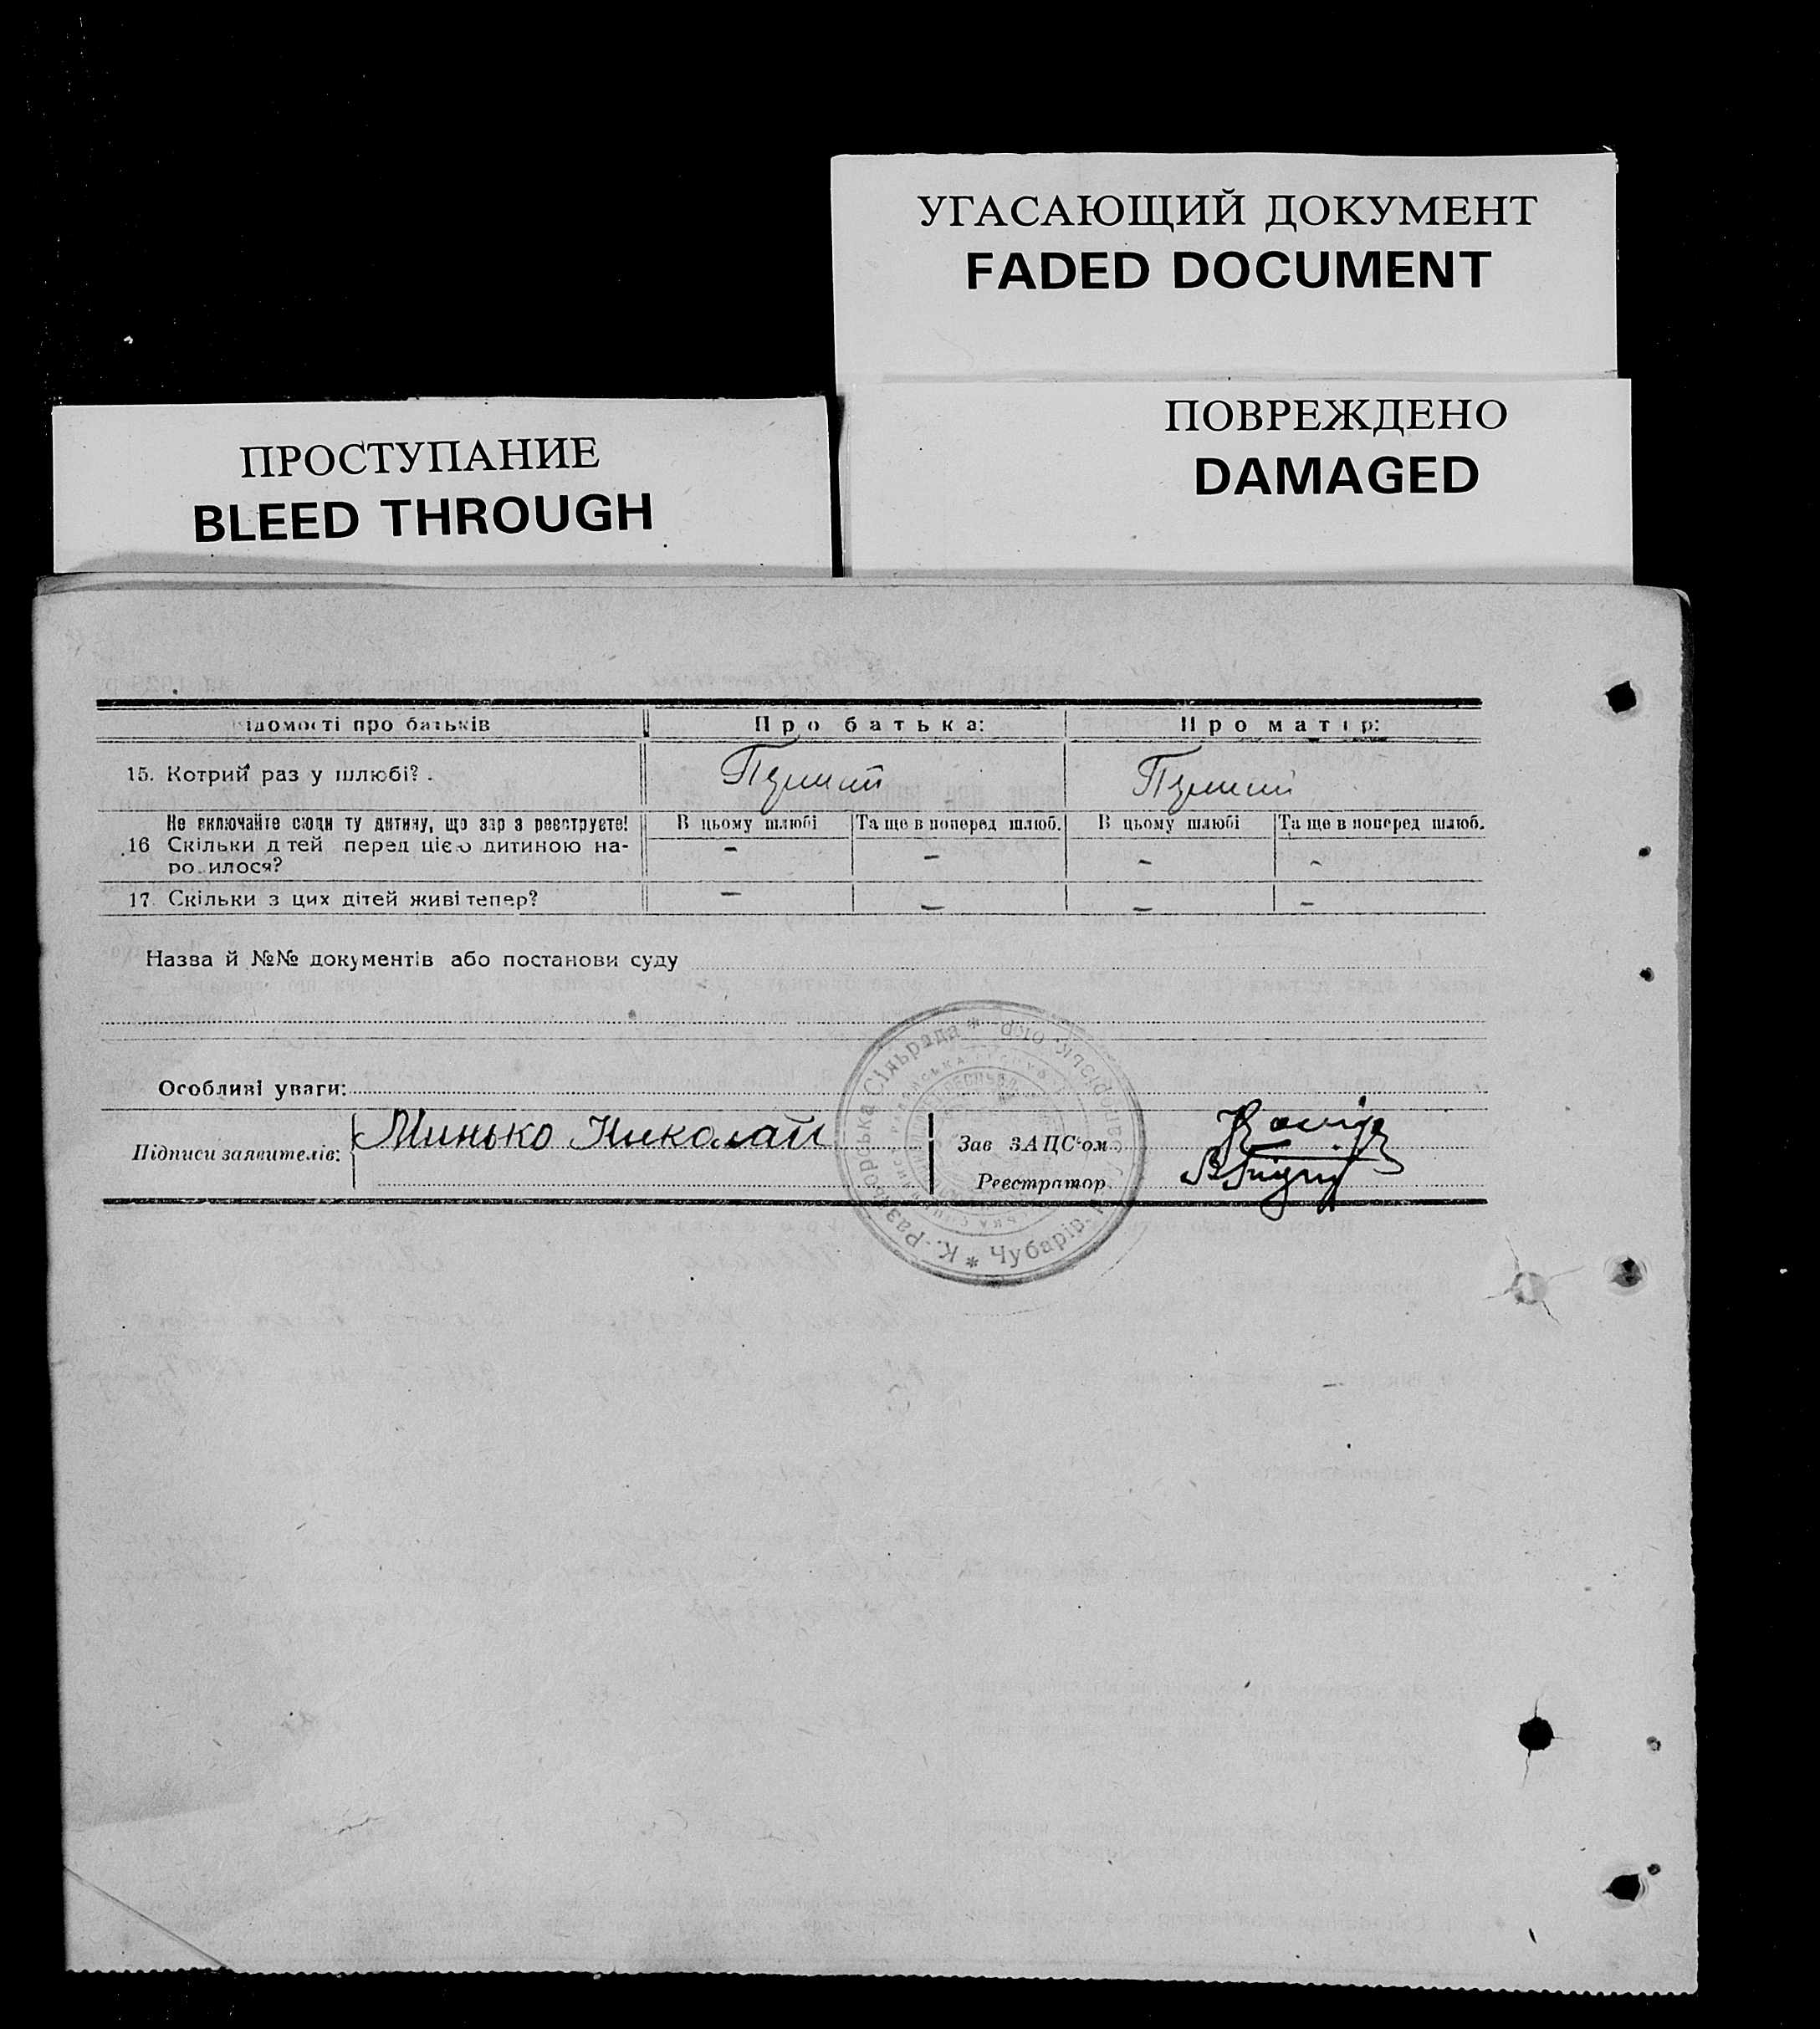 УГАСАЮЩИЙ ДОКУМЕНТ
FADED DOCUMENT
ПОВРЕЖДЕНО
DAMAGED
ПРОСТУПАНИЕ
BLEED THROUGH
ідомості про батьків Про батька: Про матір:
15. Котрий раз у шлюбі?
Не включайте сюди ту дитину, що зар з реєструєте! В цьому шлюбі Та ще в поперед шлюб. В цьому шлюбі Та ще в поперед шлюб.
16 Скільки д тей перед цією дитиною на- – – – –
ро илося?
17. Скільки з цих дітей живі тепер? – – – –
Назва й №№ документів або постанови суду
Особливі уваги:
Підписи заявителів: Минько Николай Зав ЗАЦС'ом
Реєстратор
К.-Разьорська Сільрада * Чубарів.